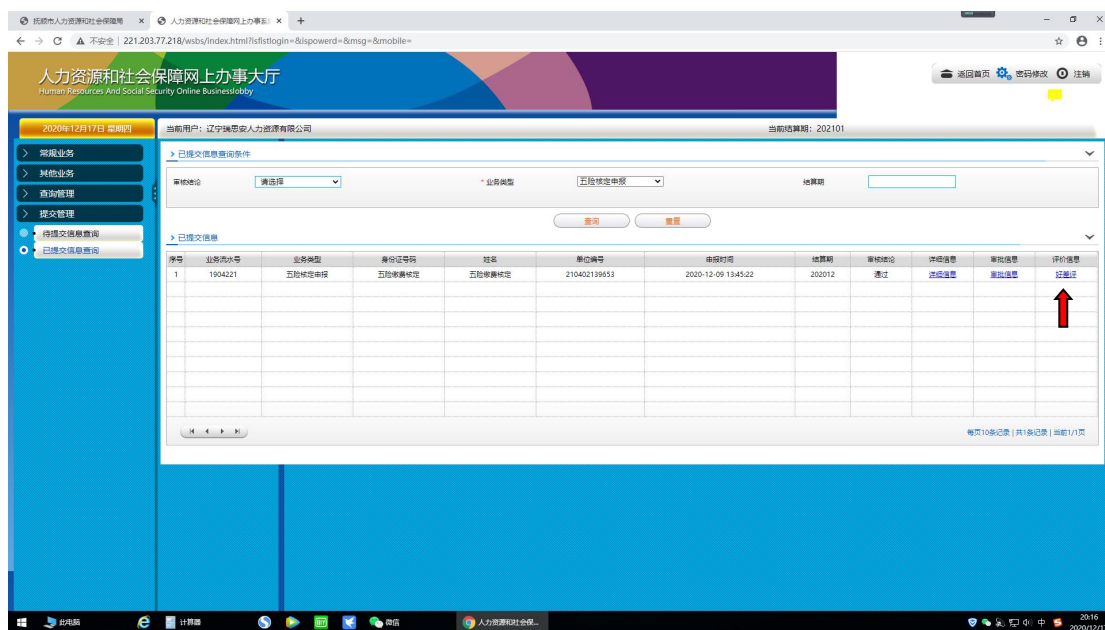 抚顺市人力资源和社会保障局 × 人力资源和社会保障网上办事 × +
不安全 | 221.203.77.218/wsbs/index.html?isfistlogin=&ispowerd=&msg=&mobile=
人力资源和社会保障网上办事大厅
Human Resources And Social Security Online Businesslobby
返回首页 密码修改 注销
2020年12月17日 星期四
当前用户：辽宁瑞思安人力资源有限公司 当前结算期：202101
常规业务
其他业务
查询管理
提交管理
待提交信息查询
已提交信息查询
已提交信息查询条件
审核结论 请选择 * 业务类型 五险核定申报 结算期
查询 重置
已提交信息
序号 业务流水号 业务类型 身份证号码 姓名 单位编号 申报时间 结算期 审核结论 详细信息 审批信息 评价信息
1 1904221 五险核定申报 五险缴费核定 五险缴费核定 210402139653 2020-12-09 13:45:22 202012 通过 详细信息 审批信息 好差评
每页10条记录 | 共1条记录 | 当前1/1页
此电脑 计算器 微信 人力资源和社会保... 中 20:16
2020/12/1